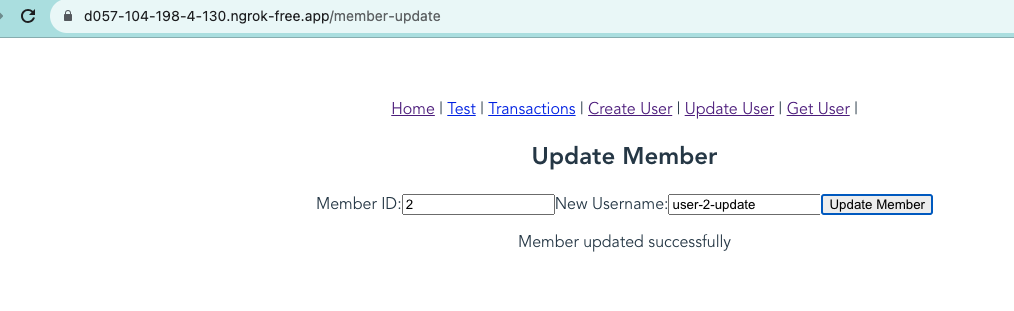 d057-104-198-4-130.ngrok-free.app/member-update
Home | Test | Transactions | Create User | Update User | Get User |
Update Member
Member ID: 2 New Username: user-2-update Update Member
Member updated successfully